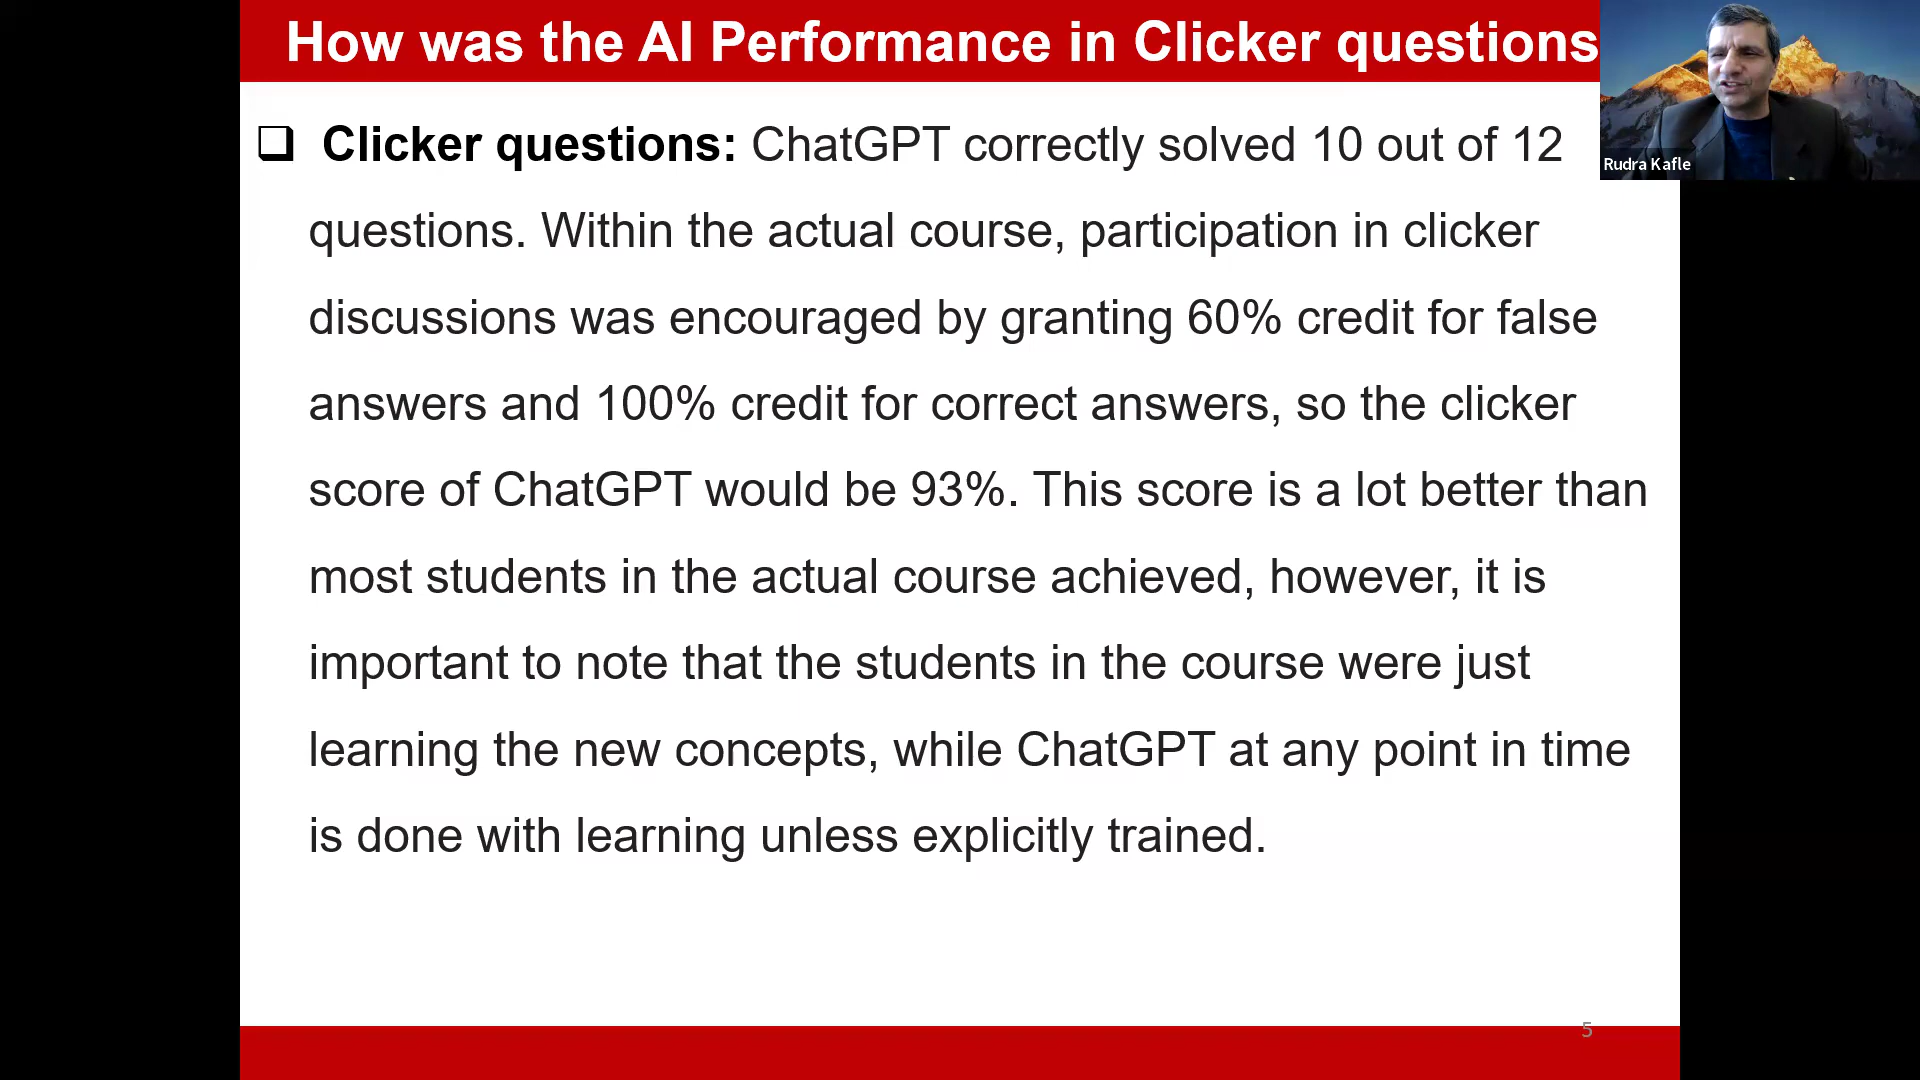 How was the AI Performance in Clicker questions
Rudra Kafle
Clicker questions: ChatGPT correctly solved 10 out of 12
questions. Within the actual course, participation in clicker
discussions was encouraged by granting 60% credit for false
answers and 100% credit for correct answers, so the clicker
score of ChatGPT would be 93%. This score is a lot better than
most students in the actual course achieved, however, it is
important to note that the students in the course were just
learning the new concepts, while ChatGPT at any point in time
is done with learning unless explicitly trained.
5